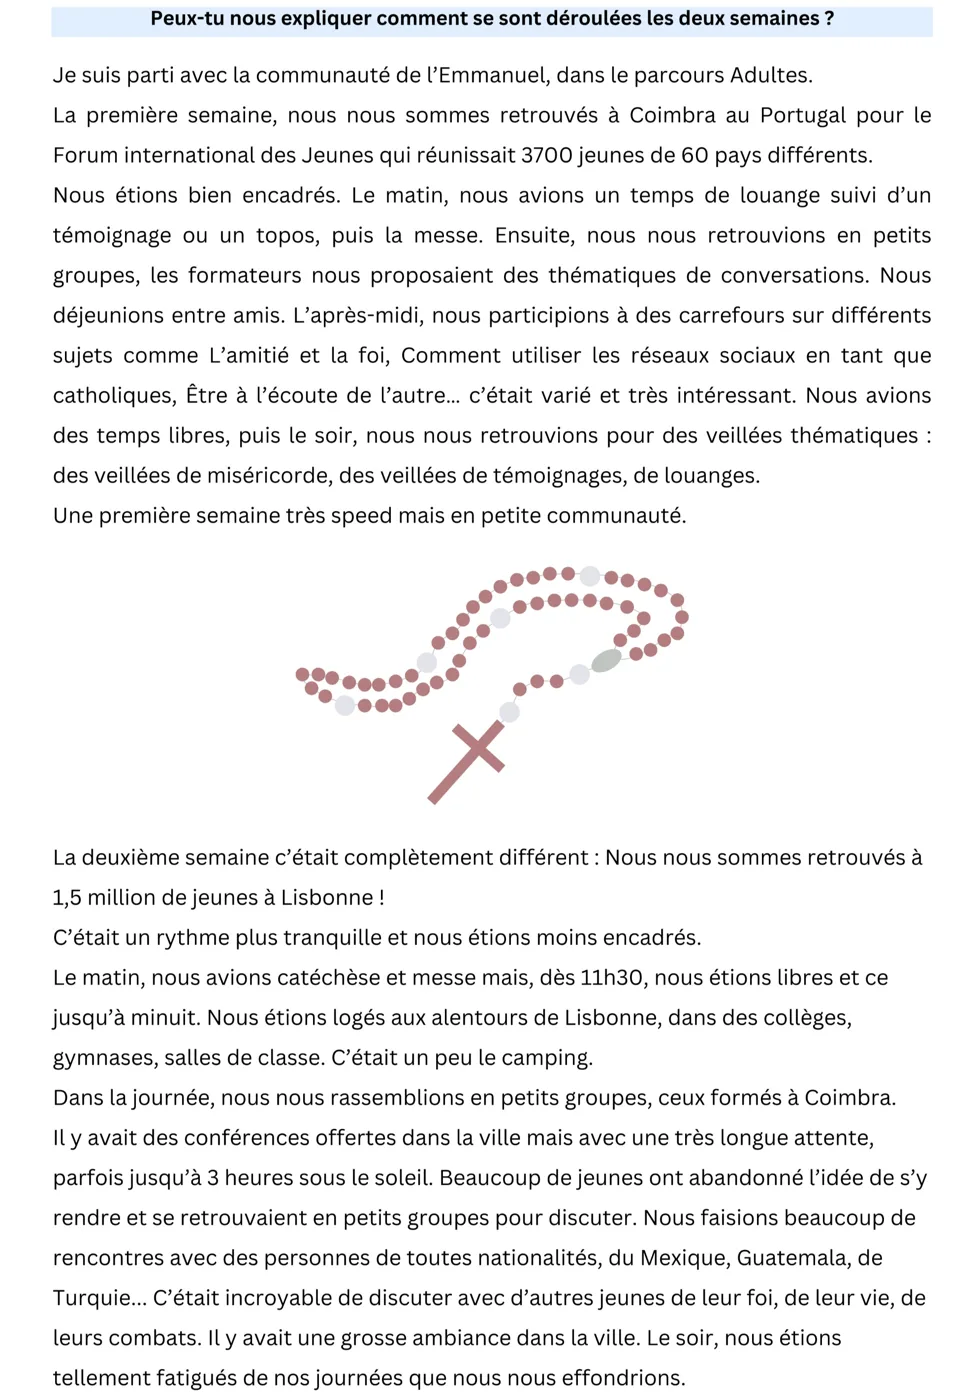 Peux-tu nous expliquer comment se sont déroulées les deux semaines ?
Je suis parti avec la communauté de l’Emmanuel, dans le parcours Adultes.
La première semaine, nous nous sommes retrouvés à Coimbra au Portugal pour le
Forum international des Jeunes qui réunissait 3700 jeunes de 60 pays différents.
Nous étions bien encadrés. Le matin, nous avions un temps de louange suivi d’un
témoignage ou un topos, puis la messe. Ensuite, nous nous retrouvions en petits
groupes, les formateurs nous proposaient des thématiques de conversations. Nous
déjeunions entre amis. L’après-midi, nous participions à des carrefours sur différents
sujets comme L’amitié et la foi, Comment utiliser les réseaux sociaux en tant que
catholiques, Être à l’écoute de l’autre… c’était varié et très intéressant. Nous avions
des temps libres, puis le soir, nous nous retrouvions pour des veillées thématiques :
des veillées de miséricorde, des veillées de témoignages, de louanges.
Une première semaine très speed mais en petite communauté.
La deuxième semaine c’était complètement différent : Nous nous sommes retrouvés à
1,5 million de jeunes à Lisbonne !
C’était un rythme plus tranquille et nous étions moins encadrés.
Le matin, nous avions catéchèse et messe mais, dès 11h30, nous étions libres et ce
jusqu’à minuit. Nous étions logés aux alentours de Lisbonne, dans des collèges,
gymnases, salles de classe. C’était un peu le camping.
Dans la journée, nous nous rassemblions en petits groupes, ceux formés à Coimbra.
Il y avait des conférences offertes dans la ville mais avec une très longue attente,
parfois jusqu’à 3 heures sous le soleil. Beaucoup de jeunes ont abandonné l’idée de s’y
rendre et se retrouvaient en petits groupes pour discuter. Nous faisions beaucoup de
rencontres avec des personnes de toutes nationalités, du Mexique, Guatemala, de
Turquie... C’était incroyable de discuter avec d’autres jeunes de leur foi, de leur vie, de
leurs combats. Il y avait une grosse ambiance dans la ville. Le soir, nous étions
tellement fatigués de nos journées que nous nous effondrions.